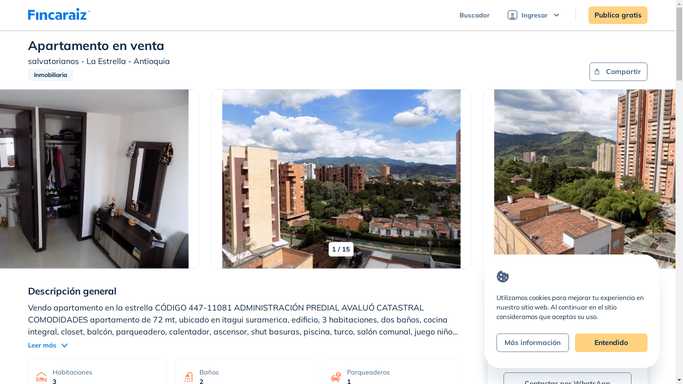 Fincaraiz
Buscador
Ingresar
Publica gratis
Apartamento en venta
salvatorianos - La Estrella - Antioquia
Inmobiliaria
Compartir
1 / 15
Descripción general
Vendo apartamento en la estrella CÓDIGO 447-11081 ADMINISTRACIÓN PREDIAL AVALUÓ CATASTRAL
COMODIDADES apartamento de 72 mt, ubicado en itagui suramerica, edificio, 3 habitaciones, dos baños, cocina
integral, closet, balcón, parqueadero, calentador, ascensor, shut basuras, piscina, turco, salón comunal, juego niño...
Leer más
Habitaciones
3
Baños
2
Parqueaderos
1
Utilizamos cookies para mejorar tu experiencia en
nuestro sitio web. Al continuar en el sitio
consideramos que aceptas su uso.
Más información
Entendido
Contactar por WhatsApp